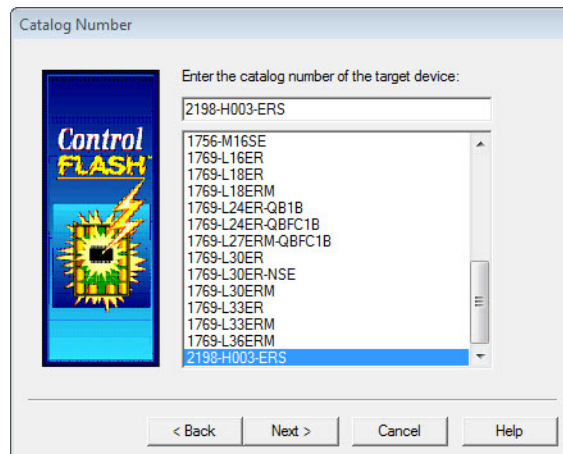 Catalog Number
Control
FLASH
Enter the catalog number of the target device:
2198-H003-ERS
1756-M16SE
1769-L16ER
1769-L18ER
1769-L18ERM
1769-L24ER-QB1B
1769-L24ER-QBFC1B
1769-L27ERM-QBFC1B
1769-L30ER
1769-L30ER-NSE
1769-L30ERM
1769-L33ER
1769-L33ERM
1769-L36ERM
2198-H003-ERS
< Back
Next >
Cancel
Help